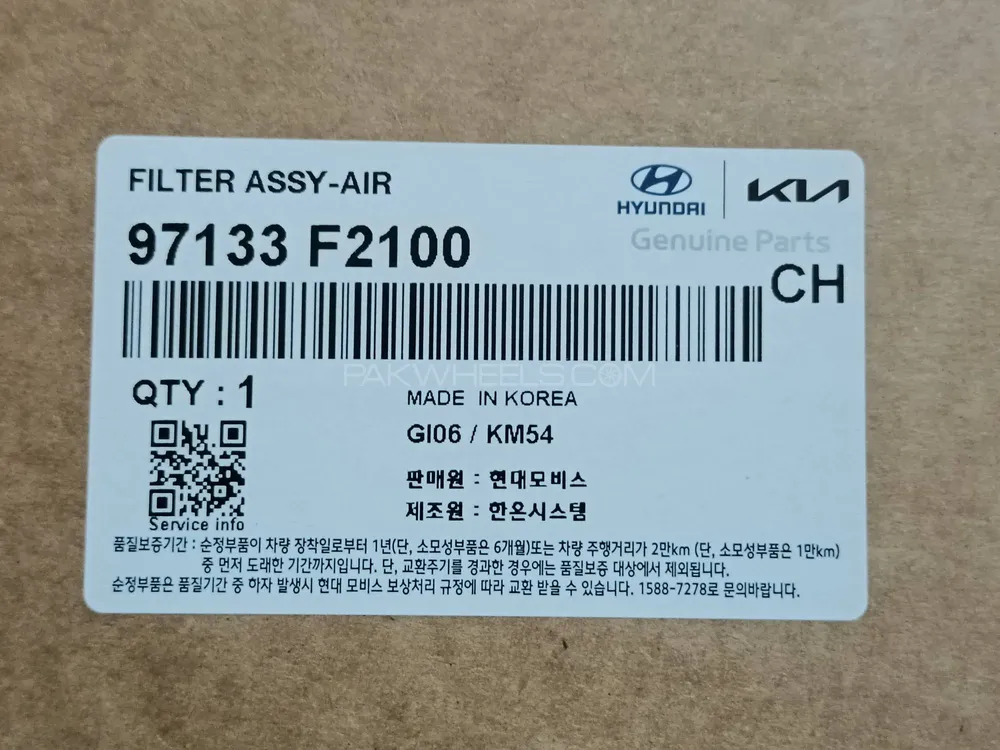 FILTER ASSY-AIR
HYUNDAI
KIA
97133 F2100
Genuine Parts
CH
PAKWHEELS.COM
QTY : 1
MADE IN KOREA
GI06 / KM54
판매원 : 현대모비스
제조원 : 한온시스템
Service info
품질보증기간 : 순정부품이 차량 장착일로부터 1년(단, 소모성부품은 6개월)또는 차량 주행거리가 2만km (단, 소모성부품은 1만km)
중 먼저 도래한 기간까지입니다. 단, 교환주기를 경과한 경우에는 품질보증 대상에서 제외됩니다.
순정부품은 품질기간 중 하자 발생시 현대 모비스 보상처리 규정에 따라 교환 받을 수 있습니다. 1588-7278로 문의바랍니다.